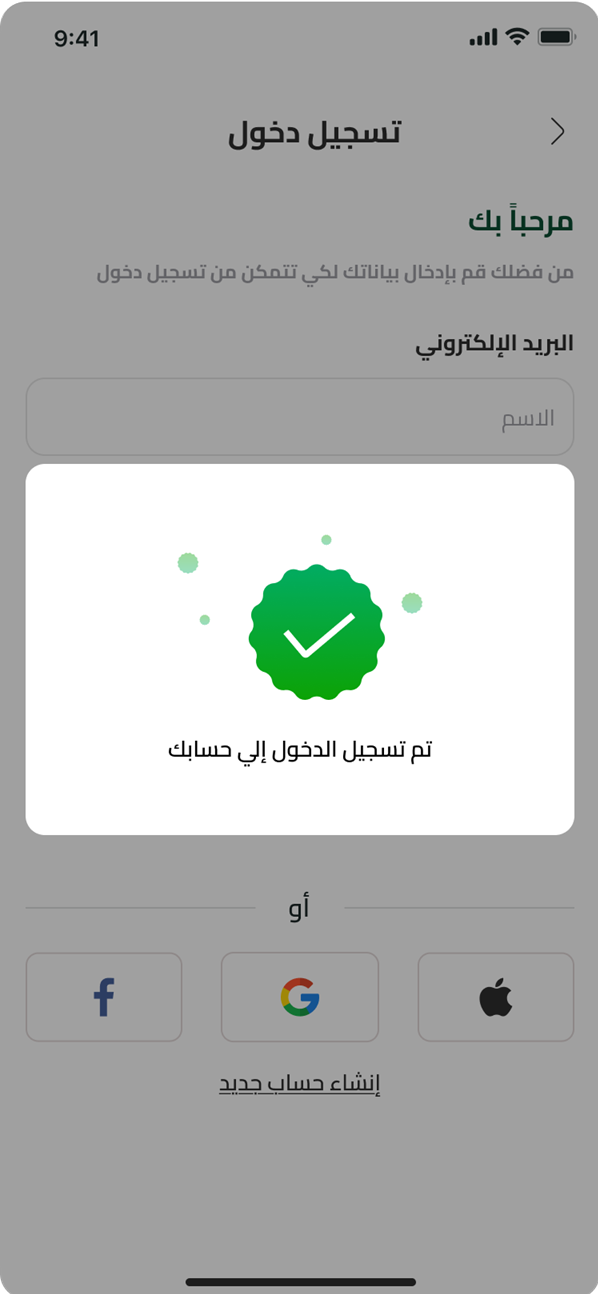 9:41
تسجيل دخول
مرحباً بك
من فضلك قم بإدخال بياناتك لكي تتمكن من تسجيل دخول
البريد الإلكتروني
الاسم
تم تسجيل الدخول إلي حسابك
أو
إنشاء حساب جديد